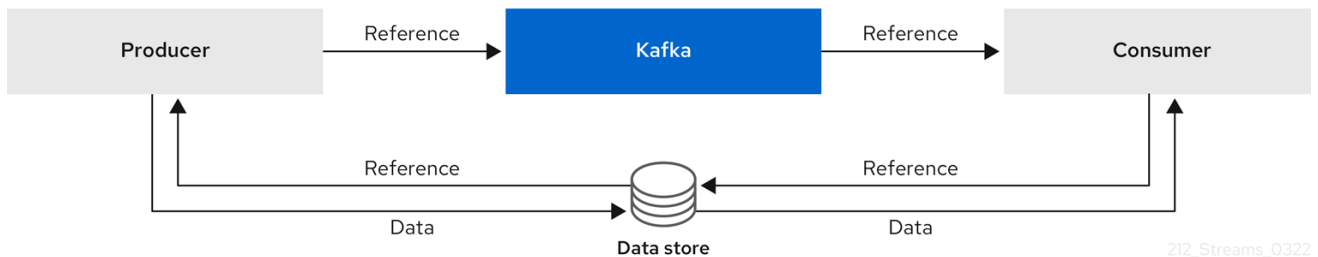 Reference
Reference
Producer
Kafka
Consumer
Reference
Reference
Data
Data
Data store
212_Streams_0322